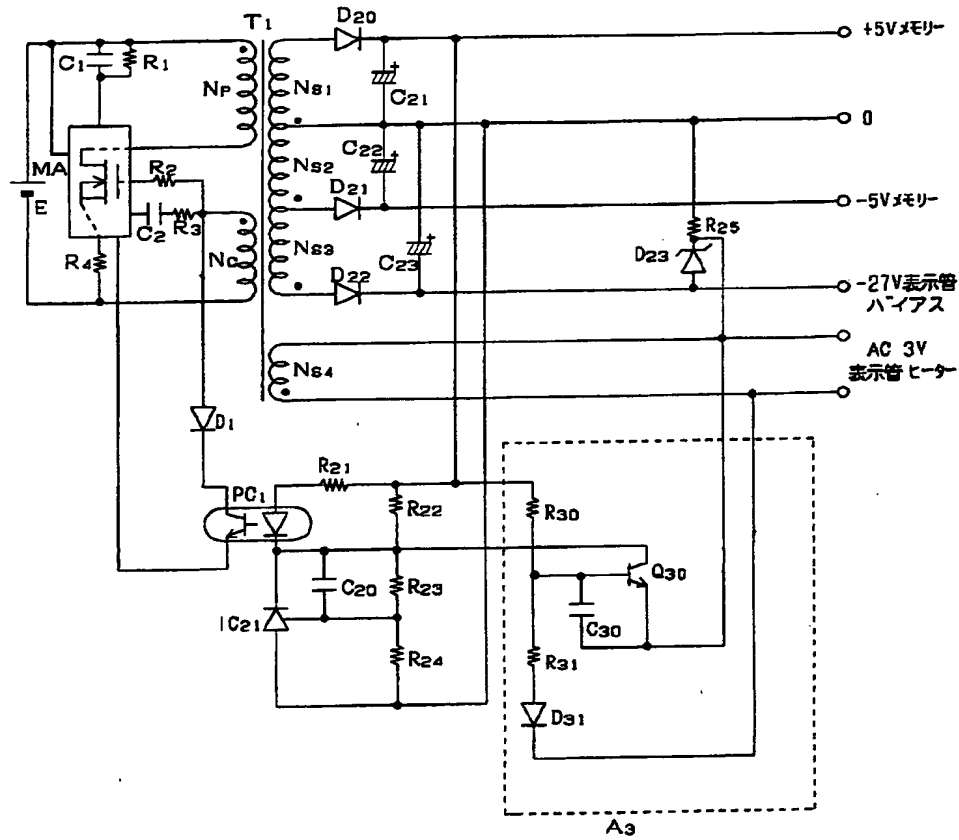 D20
+5Vメモリー
T1
C1
R1
NP
NS1
C21
0
MA
R2
NS2
C22
D21
-5Vメモリー
E
C2
R3
R25
R4
NC
NS3
D22
C23
D23
-27V表示管
バイアス
NS4
AC 3V
表示管ヒーター
D1
R21
PC1
R22
R30
C20
R23
Q30
IC21
C30
R24
R31
D31
A3